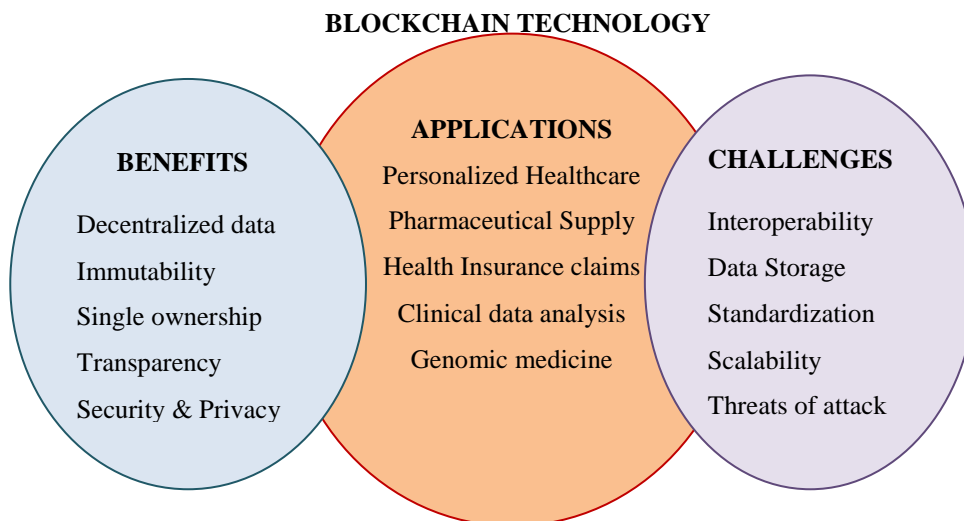 BLOCKCHAIN TECHNOLOGY
BENEFITS
Decentralized data
Immutability
Single ownership
Transparency
Security & Privacy
APPLICATIONS
Personalized Healthcare
Pharmaceutical Supply
Health Insurance claims
Clinical data analysis
Genomic medicine
CHALLENGES
Interoperability
Data Storage
Standardization
Scalability
Threats of attack